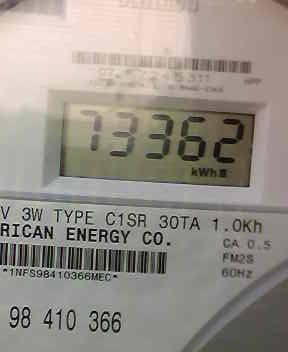 73362
kWh
V 3W TYPE C1SR 30TA 1.0Kh
RICAN ENERGY CO.
CA 0.5
FM2S
60Hz
*1NFS98410366MEC*
98 410 366